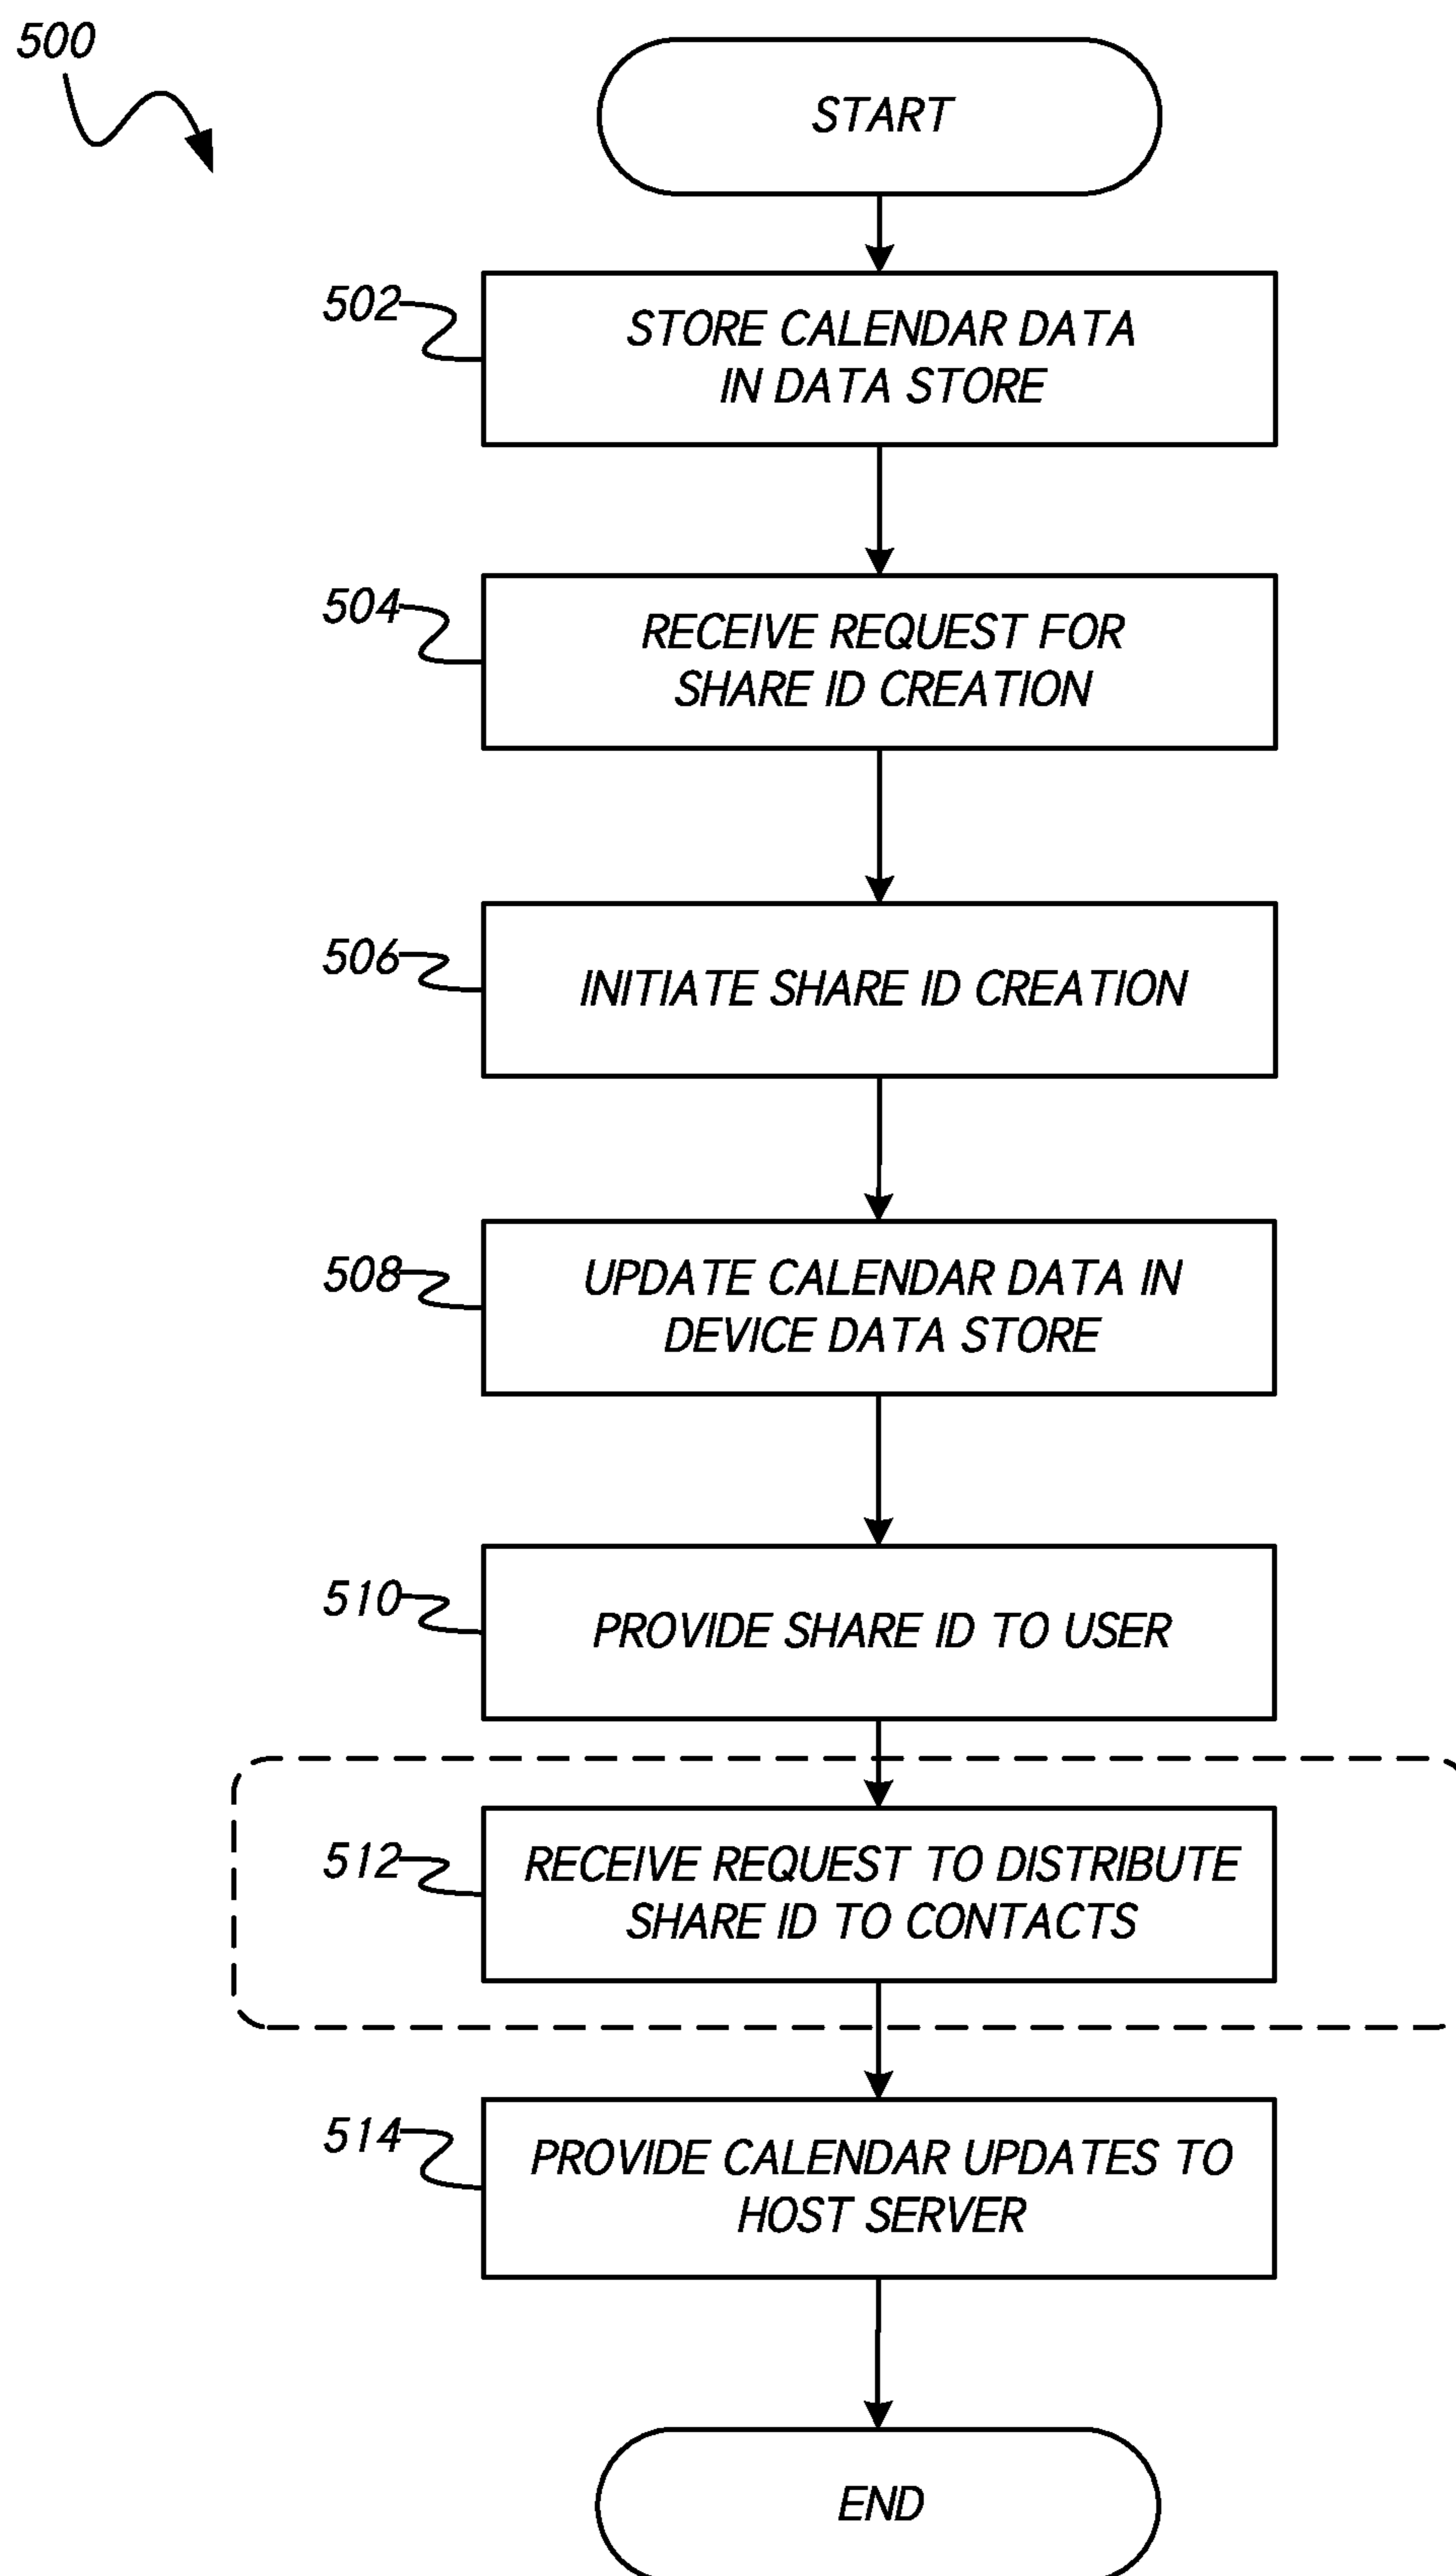 500
START
502
STORE CALENDAR DATA
IN DATA STORE
504
RECEIVE REQUEST FOR
SHARE ID CREATION
506
INITIATE SHARE ID CREATION
508
UPDATE CALENDAR DATA IN
DEVICE DATA STORE
510
PROVIDE SHARE ID TO USER
512
RECEIVE REQUEST TO DISTRIBUTE
SHARE ID TO CONTACTS
514
PROVIDE CALENDAR UPDATES TO
HOST SERVER
END